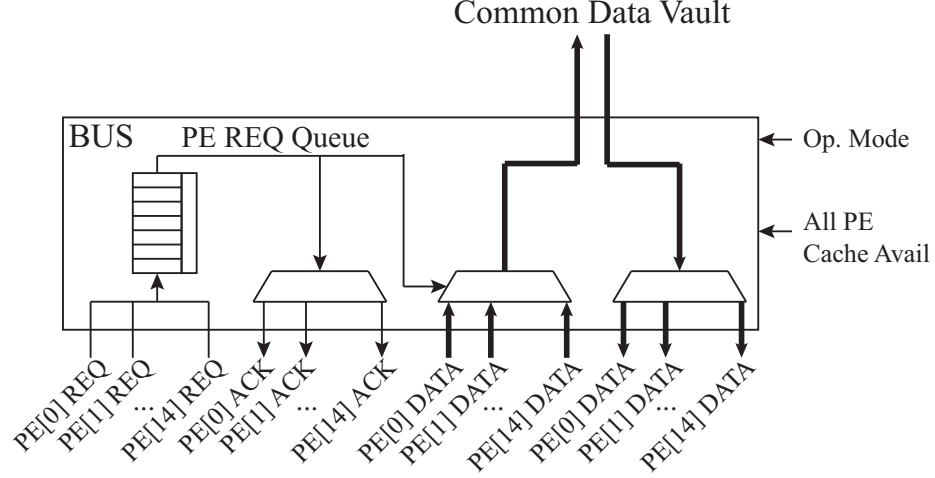 Common Data Vault
BUS
PE REQ Queue
Op. Mode
All PE
Cache Avail
PE[0] REQ
PE[1] REQ
...
PE[14] REQ
PE[0] ACK
PE[1] ACK
...
PE[14] ACK
PE[0] DATA
PE[1] DATA
...
PE[14] DATA
PE[0] DATA
PE[1] DATA
...
PE[14] DATA